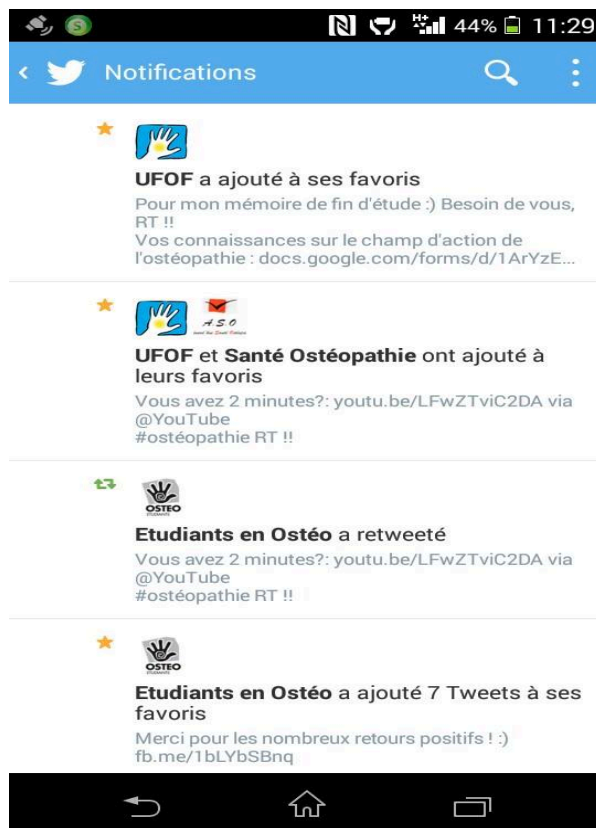 44% 11:29
Notifications
UFOF a ajouté à ses favoris
Pour mon mémoire de fin d'étude :) Besoin de vous,
RT !!
Vos connaissances sur le champ d'action de
l'ostéopathie : docs.google.com/forms/d/1ArYzE...
A S O
UFOF et Santé Ostéopathie ont ajouté à
leurs favoris
Vous avez 2 minutes?: youtu.be/LFwZTviC2DA via
@YouTube
#ostéopathie RT !!
OSTEO
ETUDIANTS
Etudiants en Ostéo a retweeté
Vous avez 2 minutes?: youtu.be/LFwZTviC2DA via
@YouTube
#ostéopathie RT !!
OSTEO
ETUDIANTS
Etudiants en Ostéo a ajouté 7 Tweets à ses
favoris
Merci pour les nombreux retours positifs ! :)
fb.me/1bLYbSBnq